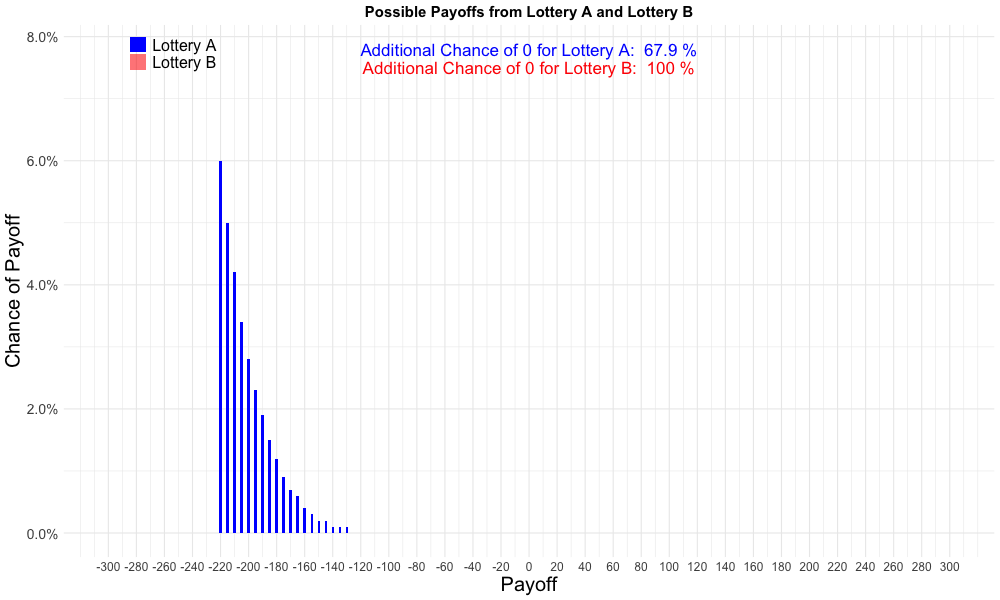 Possible Payoffs from Lottery A and Lottery B
Lottery A
Lottery B
Additional Chance of 0 for Lottery A:  67.9 %
Additional Chance of 0 for Lottery B:  100 %
Chance of Payoff
8.0%
6.0%
4.0%
2.0%
0.0%
-300 -280 -260 -240 -220 -200 -180 -160 -140 -120 -100 -80 -60 -40 -20 0 20 40 60 80 100 120 140 160 180 200 220 240 260 280 300
Payoff